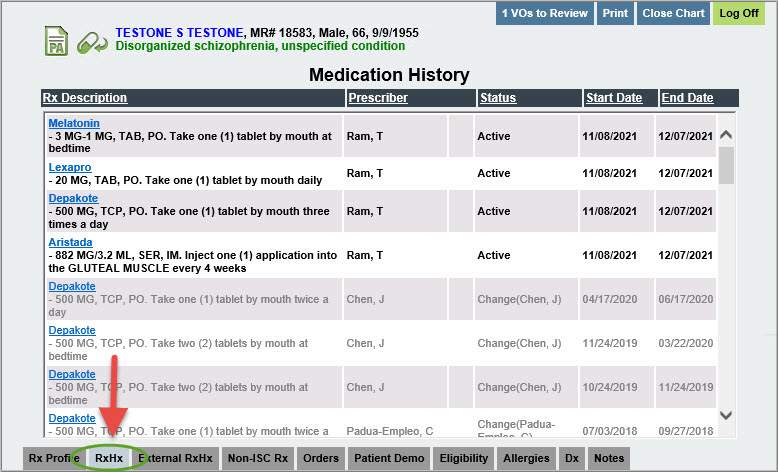 1 VOs to Review Print Close Chart Log Off
PA
TESTONE S TESTONE, MR# 18583, Male, 66, 9/9/1955
Disorganized schizophrenia, unspecified condition
Medication History
Rx Description Prescriber Status Start Date End Date
Melatonin
- 3 MG-1 MG, TAB, PO. Take one (1) tablet by mouth at bedtime Ram, T Active 11/08/2021 12/07/2021
Lexapro
- 20 MG, TAB, PO. Take one (1) tablet by mouth daily Ram, T Active 11/08/2021 12/07/2021
Depakote
- 500 MG, TCP, PO. Take one (1) tablet by mouth three times a day Ram, T Active 11/08/2021 12/07/2021
Aristada
- 882 MG/3.2 ML, SER, IM. Inject one (1) application into the GLUTEAL MUSCLE every 4 weeks Ram, T Active 11/08/2021 12/07/2021
Depakote
- 500 MG, TCP, PO. Take one (1) tablet by mouth twice a day Chen, J Change(Chen, J) 04/17/2020 06/17/2020
Depakote
- 500 MG, TCP, PO. Take two (2) tablets by mouth at bedtime Chen, J Change(Chen, J) 11/24/2019 03/22/2020
Depakote
- 500 MG, TCP, PO. Take two (2) tablets by mouth at bedtime Chen, J Change(Chen, J) 10/24/2019 11/24/2019
Depakote
- 500 MG, TCP, PO. Take one (1) tablet by mouth twice a Padua-Empleo, C Change(Padua-Empleo, C) 07/03/2018 09/27/2018
Rx Profile RxHx External RxHx Non-ISC Rx Orders Patient Demo Eligibility Allergies Dx Notes